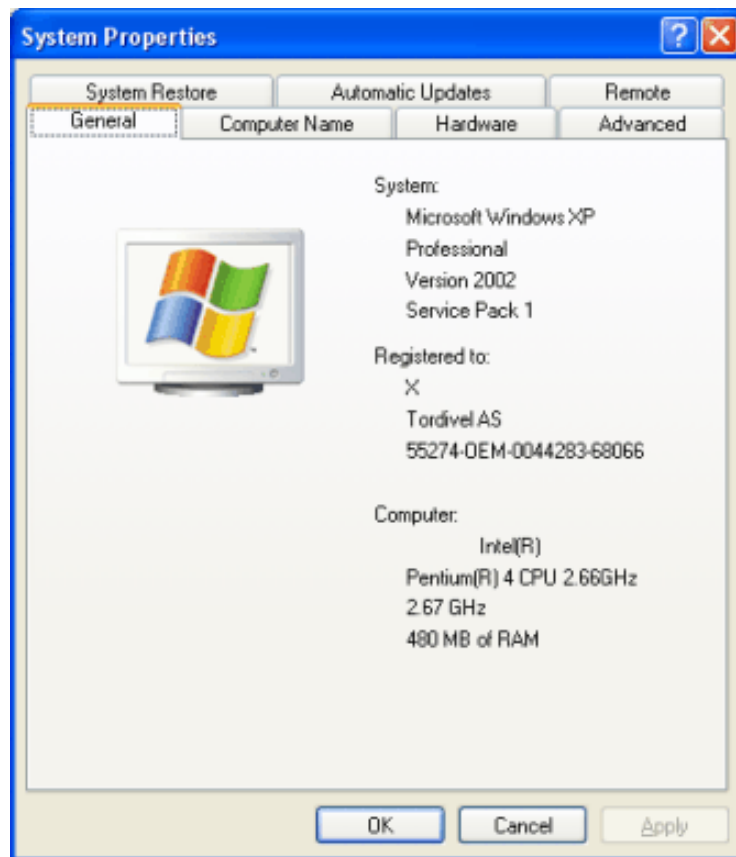 System Properties
System Restore Automatic Updates Remote
General Computer Name Hardware Advanced
System:
Microsoft Windows XP
Professional
Version 2002
Service Pack 1
Registered to:
X
Tordivel AS
55274-OEM-0044283-68066
Computer:
Intel(R)
Pentium(R) 4 CPU 2.66GHz
2.67 GHz
480 MB of RAM
OK Cancel Apply